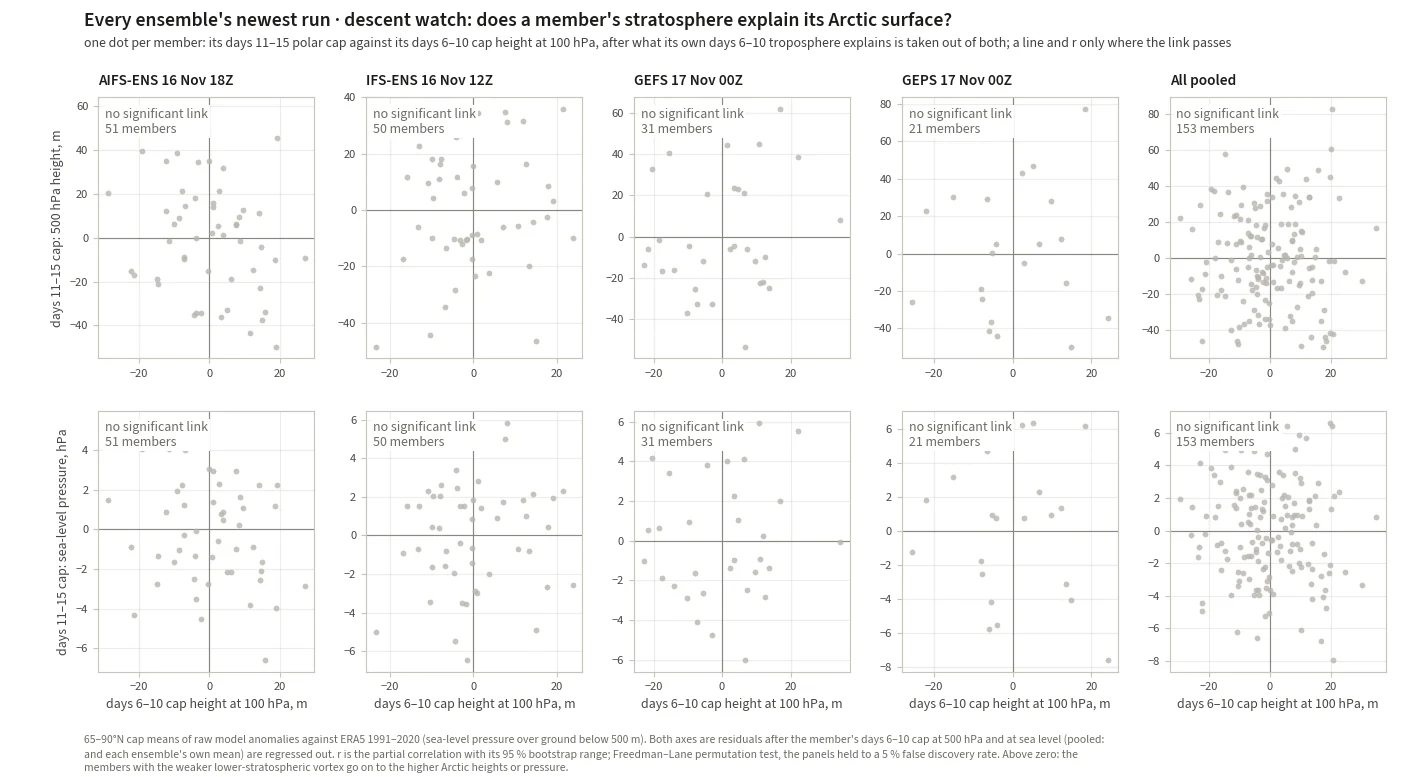 Every ensemble's newest run · descent watch: does a member's stratosphere explain its Arctic surface?
one dot per member: its days 11–15 polar cap against its days 6–10 cap height at 100 hPa, after what its own days 6–10 troposphere explains is taken out of both; a line and r only where the link passes
AIFS-ENS 16 Nov 18Z
IFS-ENS 16 Nov 12Z
GEFS 17 Nov 00Z
GEPS 17 Nov 00Z
All pooled
days 11–15 cap: 500 hPa height, m
60
40
20
0
−20
−40
no significant link
51 members
−20 0 20
40
20
0
−20
−40
no significant link
50 members
−20 0 20
60
40
20
0
−20
−40
no significant link
31 members
−20 0 20
80
60
40
20
0
−20
−40
no significant link
21 members
−20 0 20
80
60
40
20
0
−20
−40
no significant link
153 members
−20 0 20
days 11–15 cap: sea-level pressure, hPa
4
2
0
−2
−4
−6
no significant link
51 members
−20 0 20
days 6–10 cap height at 100 hPa, m
6
4
2
0
−2
−4
−6
no significant link
50 members
−20 0 20
days 6–10 cap height at 100 hPa, m
6
4
2
0
−2
−4
−6
no significant link
31 members
−20 0 20
days 6–10 cap height at 100 hPa, m
6
4
2
0
−2
−4
−6
−8
no significant link
21 members
−20 0 20
days 6–10 cap height at 100 hPa, m
6
4
2
0
−2
−4
−6
−8
no significant link
153 members
−20 0 20
days 6–10 cap height at 100 hPa, m
65–90°N cap means of raw model anomalies against ERA5 1991–2020 (sea-level pressure over ground below 500 m). Both axes are residuals after the member's days 6–10 cap at 500 hPa and at sea level (pooled:
and each ensemble's own mean) are regressed out. r is the partial correlation with its 95 % bootstrap range; Freedman–Lane permutation test, the panels held to a 5 % false discovery rate. Above zero: the
members with the weaker lower-stratospheric vortex go on to the higher Arctic heights or pressure.